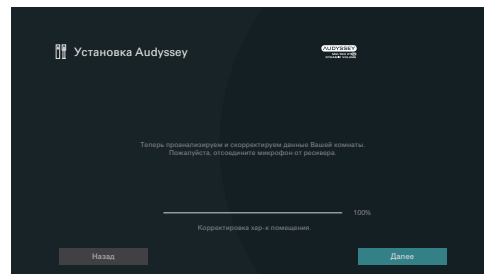 Установка Audyssey
AUDYSSEY
Теперь проанализируем и скорректируем данные Вашей комнаты.
Пожалуйста, отсоедините микрофон от ресивера.
100%
Корректировка хар-к помещения.
Назад
Далее